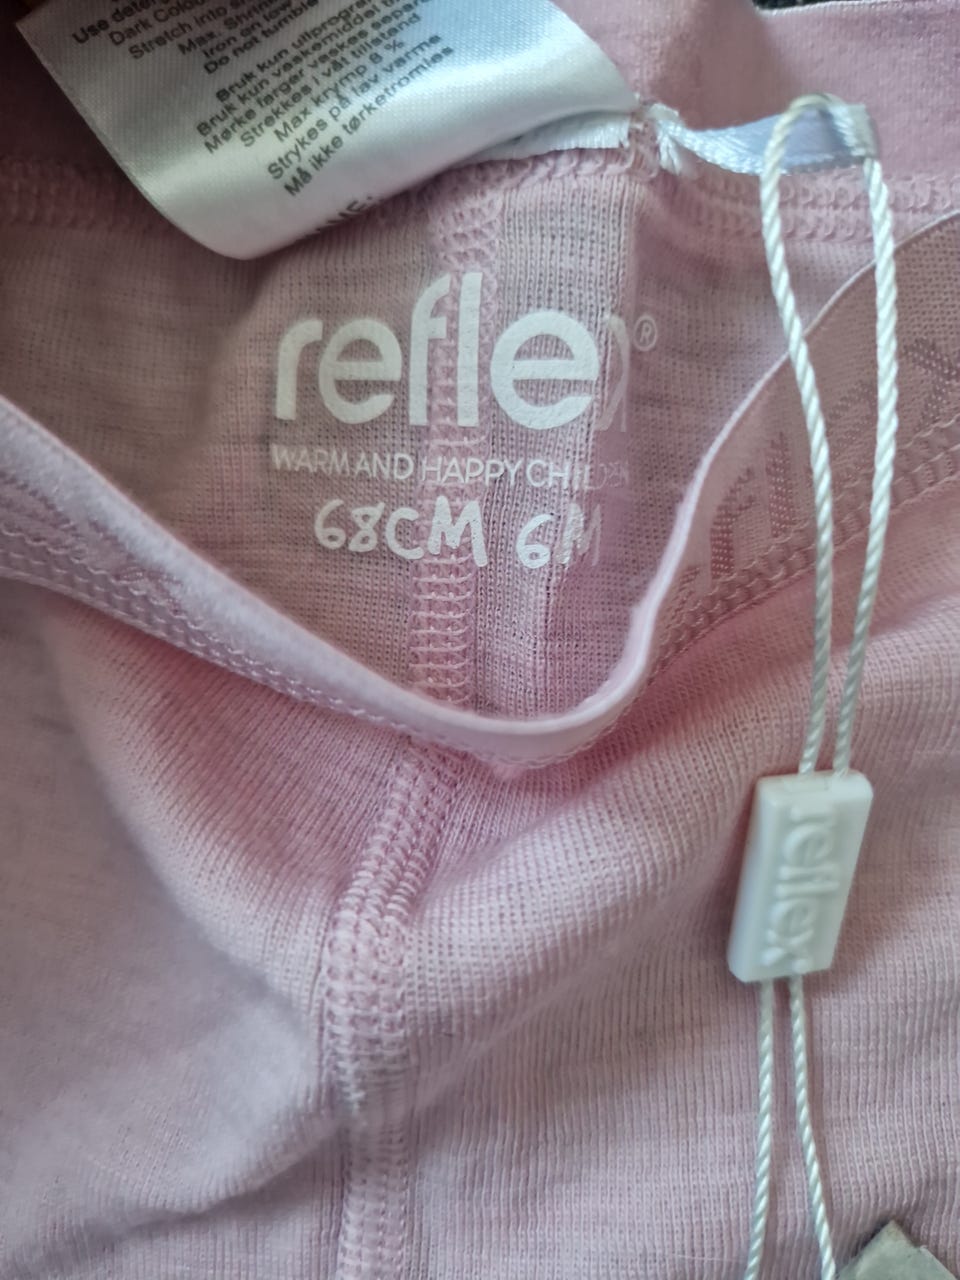 Use deter
Dark Colou
Stretch into
Max. Shrin
Iron on low
Do not tumble
Bruk kun ullprogram
Bruk kun vaskemiddel
Mørke farger vaskes separ
Strekkes i våt tilstand
Max. krymp 8 %
Strykes på lav varme
Må ikke tørketromles
reflex®
WARM AND HAPPY CHILDREN
68CM 6M
reflex